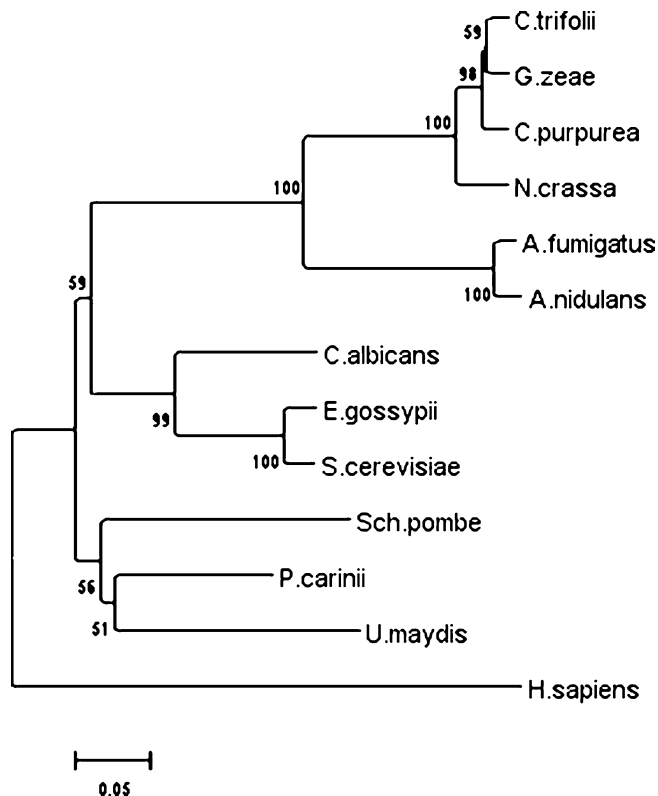 59
C.trifolii
98
G.zeae
100
C.purpurea
100
N.crassa
A.fumigatus
100
A.nidulans
59
C.albicans
99
E.gossypii
100
S.cerevisiae
Sch.pombe
56
P.carinii
51
U.maydis
H.sapiens
0.05